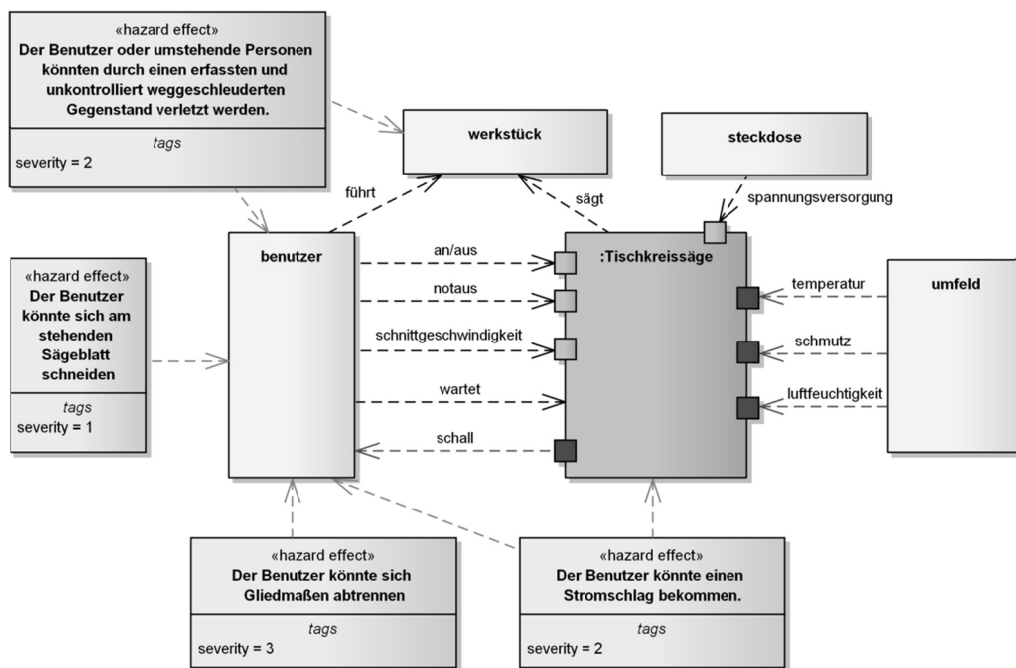 «hazard effect»
Der Benutzer oder umstehende Personen
könnten durch einen erfassten und
unkontrolliert weggeschleuderten
Gegenstand verletzt werden.
tags
severity = 2
werkstück
steckdose
führt
sägt
spannungsversorgung
benutzer
an/aus
notaus
schnittgeschwindigkeit
wartet
schall
:Tischkreissäge
temperatur
schmutz
luftfeuchtigkeit
umfeld
«hazard effect»
Der Benutzer
könnte sich am
stehenden
Sägeblatt
schneiden
tags
severity = 1
«hazard effect»
Der Benutzer könnte sich
Gliedmaßen abtrennen
tags
severity = 3
«hazard effect»
Der Benutzer könnte einen
Stromschlag bekommen.
tags
severity = 2